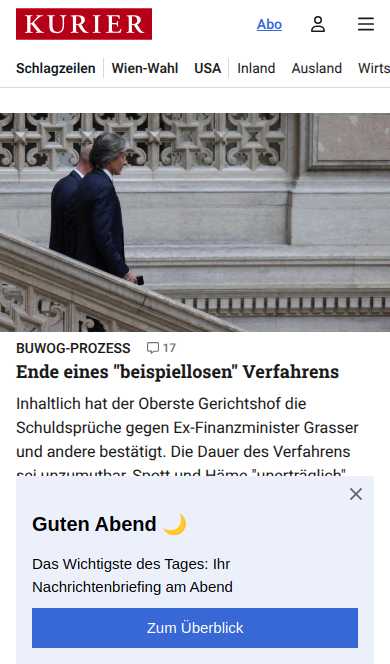 KURIER
Abo
Schlagzeilen Wien-Wahl USA Inland Ausland Wirts
BUWOG-PROZESS 17
Ende eines "beispiellosen" Verfahrens
Inhaltlich hat der Oberste Gerichtshof die
Schuldsprüche gegen Ex-Finanzminister Grasser
und andere bestätigt. Die Dauer des Verfahrens
sei unzumutbar, Spott und Häme "unerträglich"
Guten Abend 🌙
Das Wichtigste des Tages: Ihr
Nachrichtenbriefing am Abend
Zum Überblick